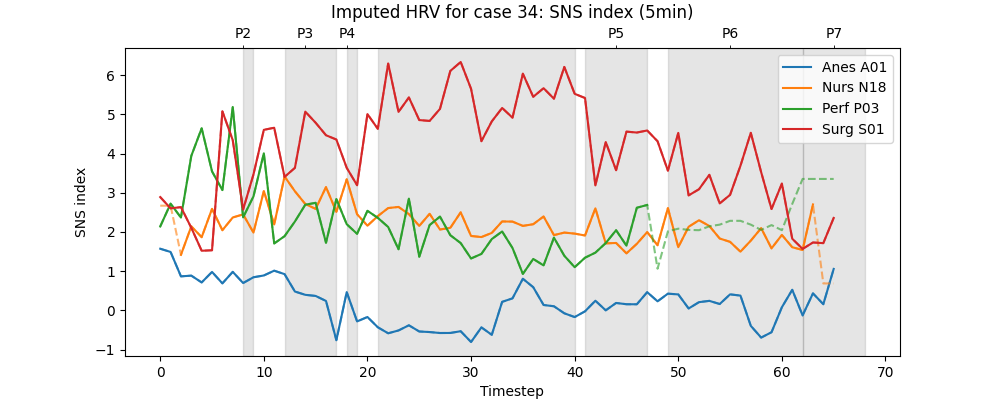 Imputed HRV for case 34: SNS index (5min)
P2 P3 P4 P5 P6 P7
Anes A01
Nurs N18
Perf P03
Surg S01
SNS index
6
5
4
3
2
1
0
−1
0 10 20 30 40 50 60 70
Timestep